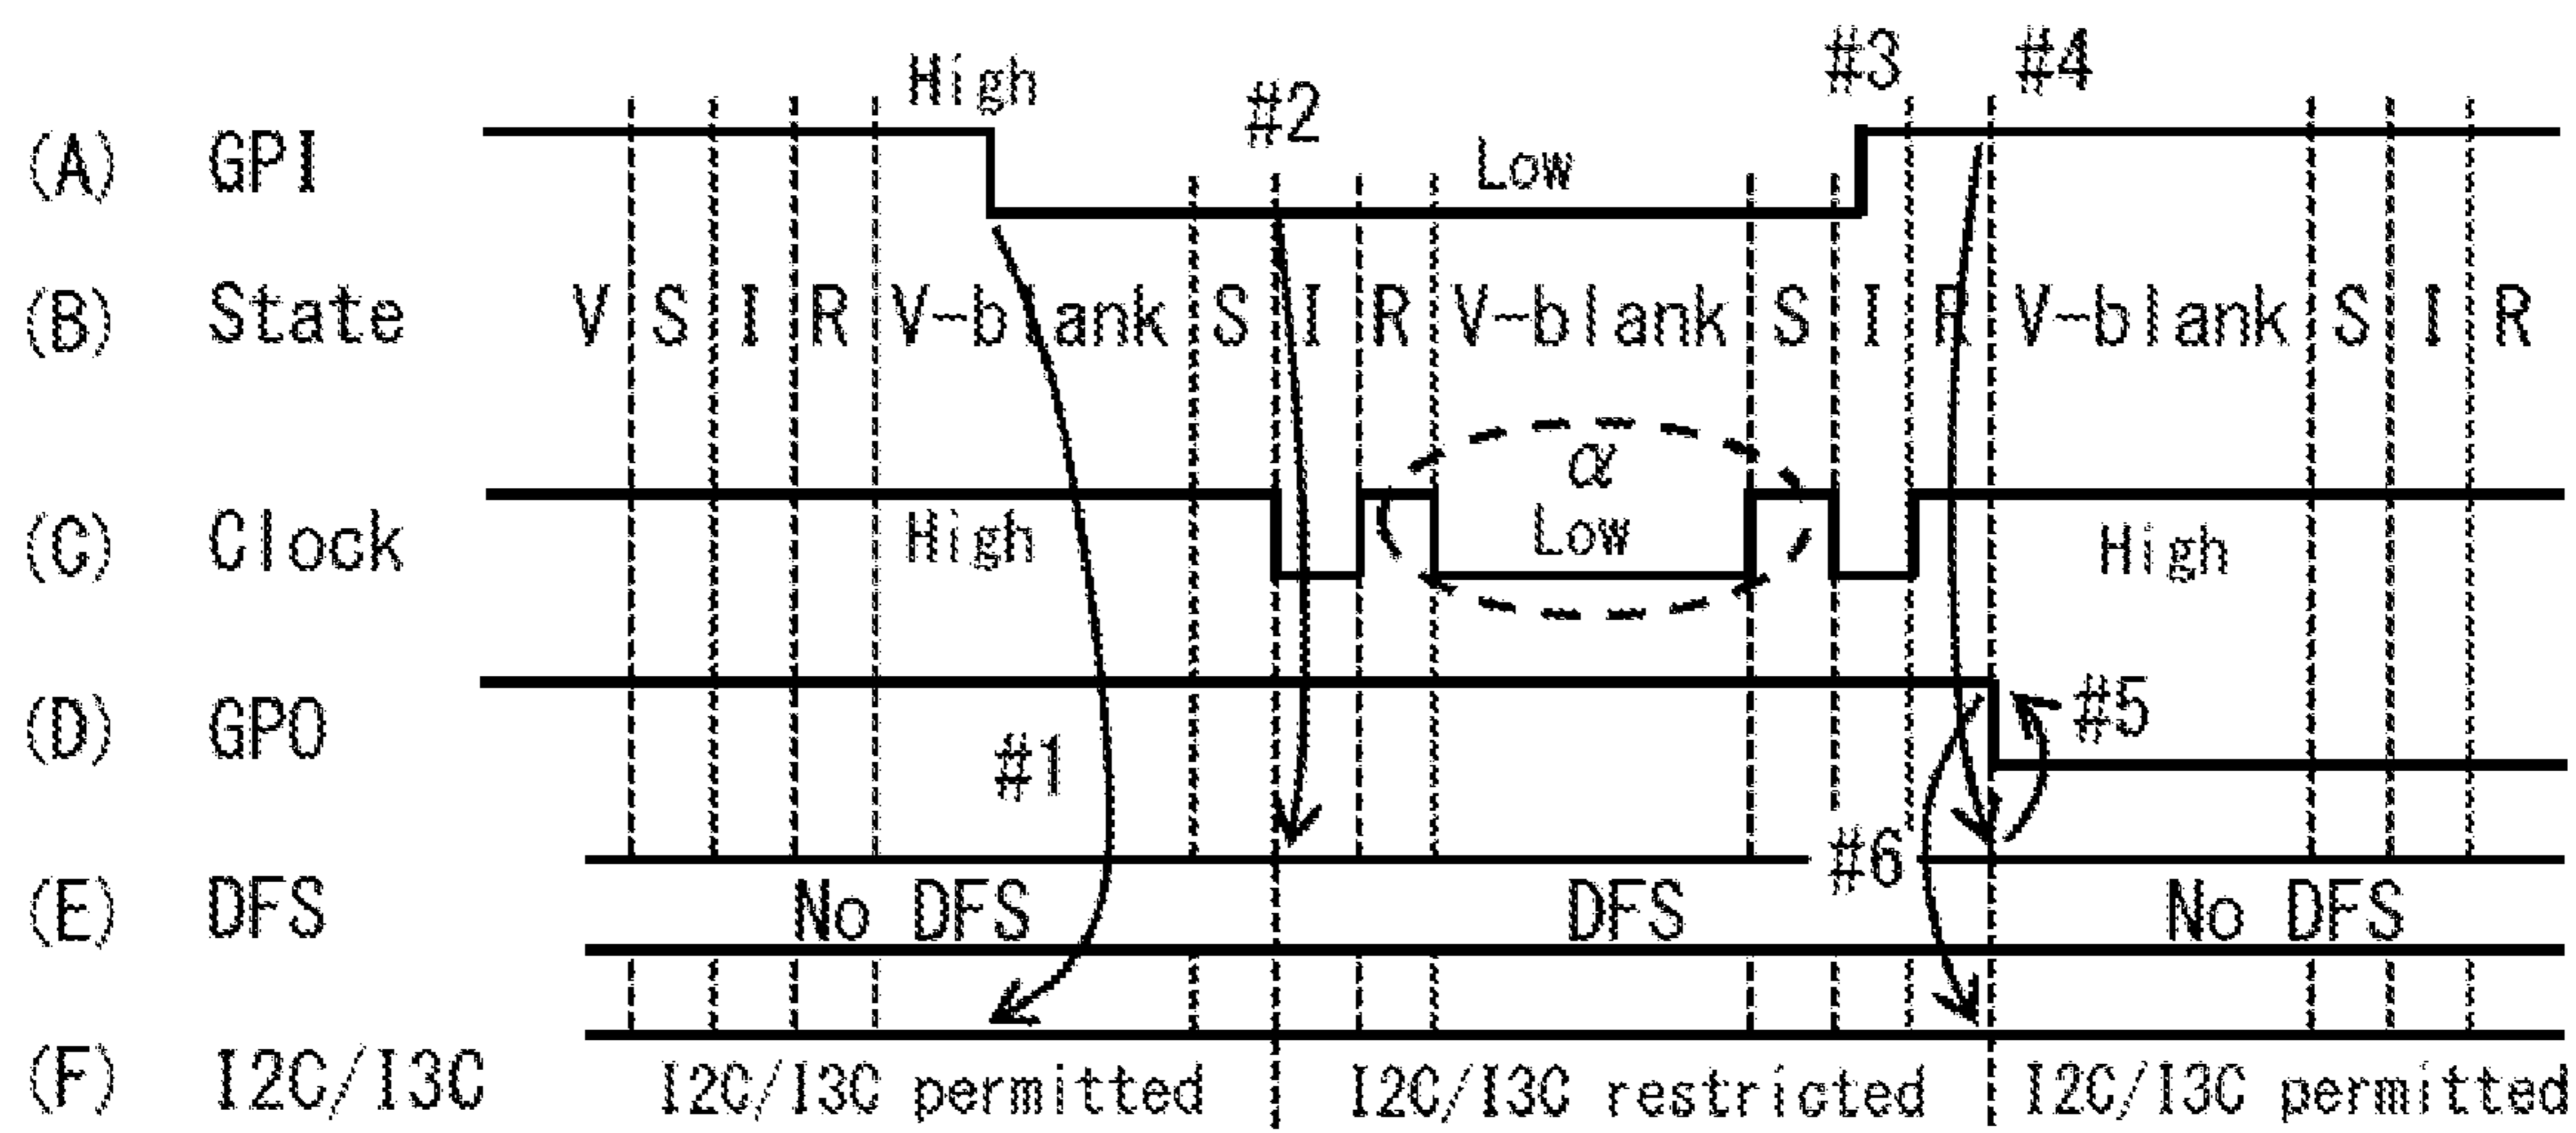 High #2 #3 #4
(A) GPI Low
(B) State V S I R V-blank S I R V-blank S I R V-blank S I R
α
(C) Clock High Low High
(D) GPO #1 #5
#6
(E) DFS No DFS DFS No DFS
(F) I2C/I3C I2C/I3C permitted I2C/I3C restricted I2C/I3C permitted